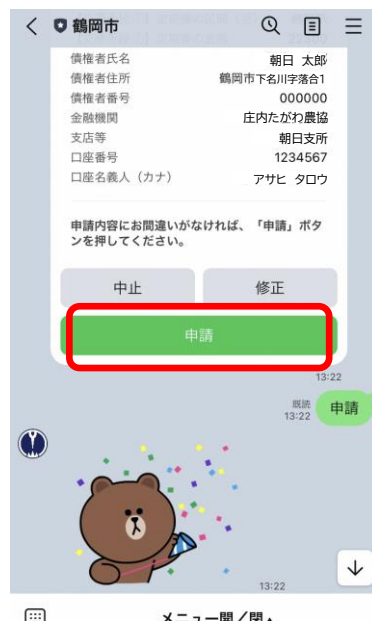 鶴岡市
債権者氏名 朝日 太郎
債権者住所 鶴岡市下名川字落合1
債権者番号 000000
金融機関 庄内たがわ農協
支店等 朝日支所
口座番号 1234567
口座名義人（カナ） アサヒ タロウ
申請内容にお間違いがなければ、「申請」ボタ
ンを押してください。
中止 修正
申請
13:22
既読
13:22 申請
13:22
メニュー開／閉▲